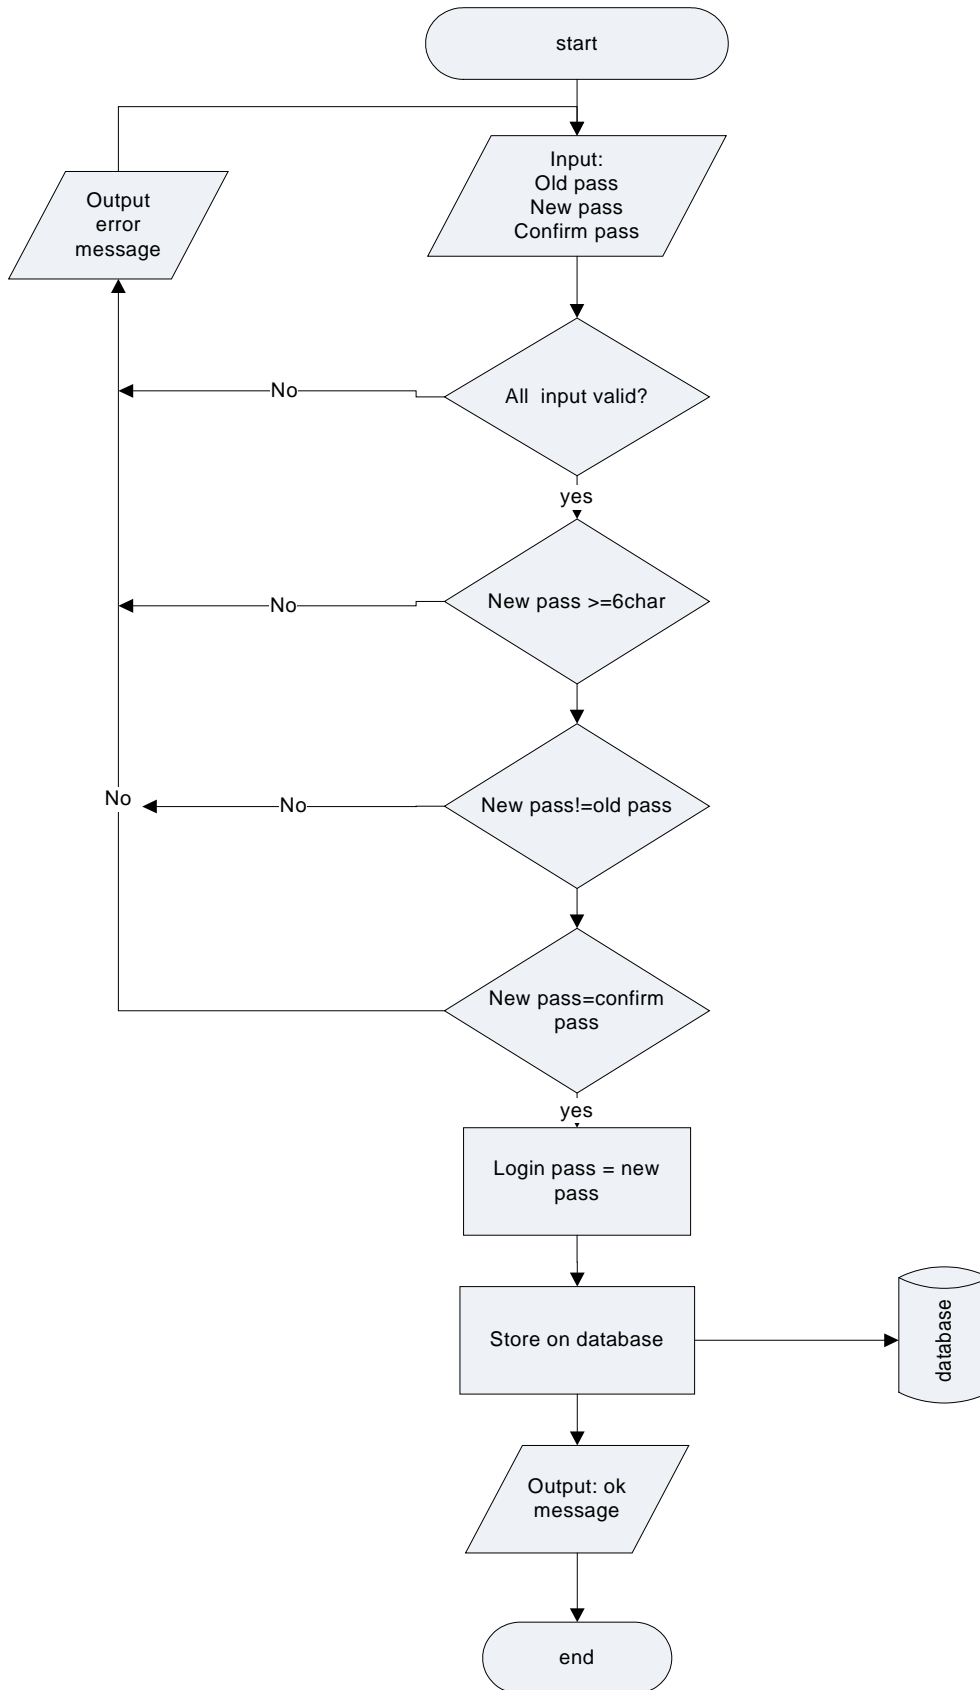 start
Input:
Old pass
New pass
Confirm pass
Output
error
message
All  input valid?
No
yes
New pass >=6char
No
New pass!=old pass
No
No
New pass=confirm
pass
yes
Login pass = new
pass
Store on database
database
Output: ok
message
end